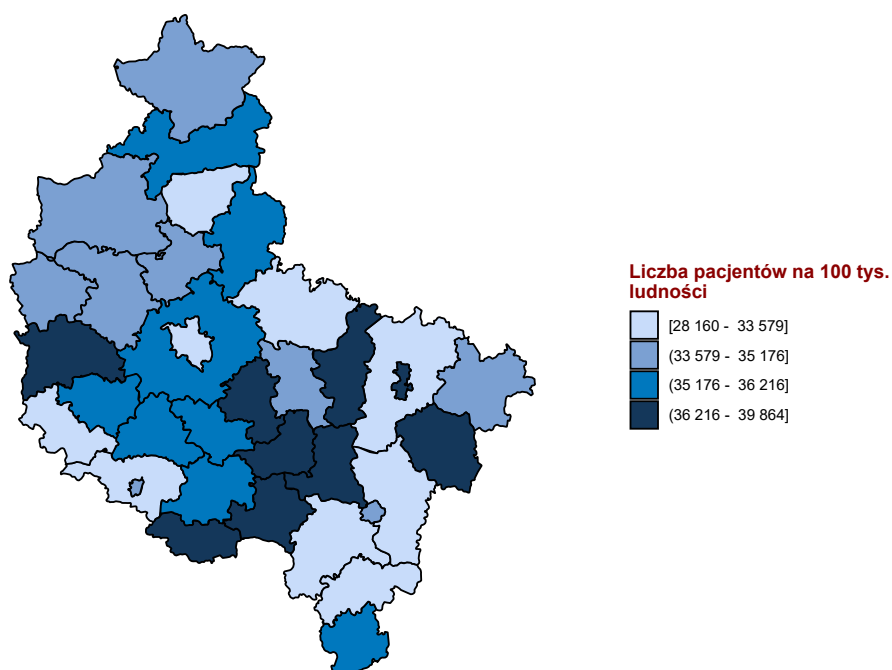 Liczba pacjentów na 100 tys.
ludności
[28 160 - 33 579]
(33 579 - 35 176]
(35 176 - 36 216]
(36 216 - 39 864]